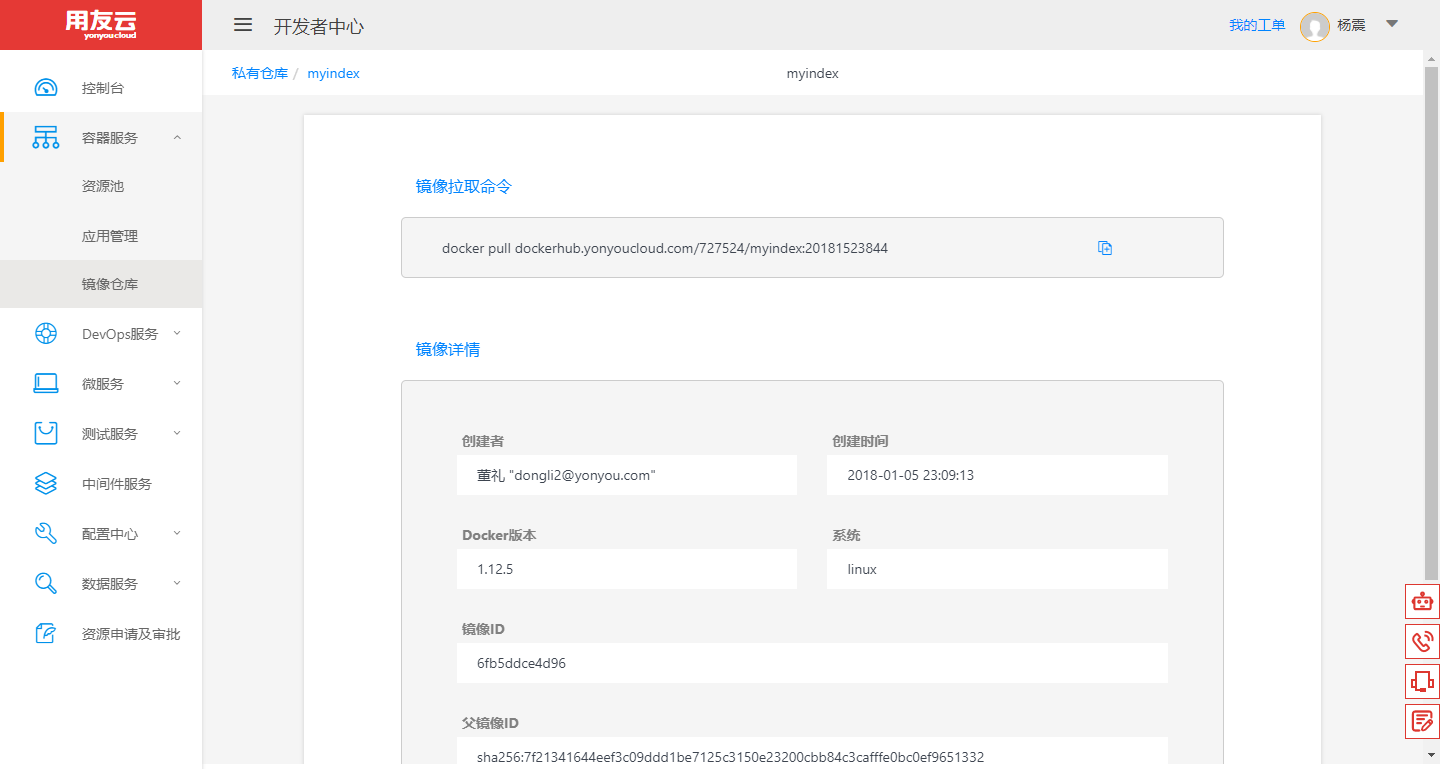 用友云
yonyoucloud
开发者中心
我的工单
杨震
控制台
容器服务
资源池
应用管理
镜像仓库
DevOps服务
微服务
测试服务
中间件服务
配置中心
数据服务
资源申请及审批
私有仓库 / myindex
myindex
镜像拉取命令
docker pull dockerhub.yonyoucloud.com/727524/myindex:20181523844
镜像详情
创建者
董礼 "dongli2@yonyou.com"
创建时间
2018-01-05 23:09:13
Docker版本
1.12.5
系统
linux
镜像ID
6fb5ddce4d96
父镜像ID
sha256:7f21341644eef3c09ddd1be7125c3150e23200cbb84c3cafffe0bc0ef9651332